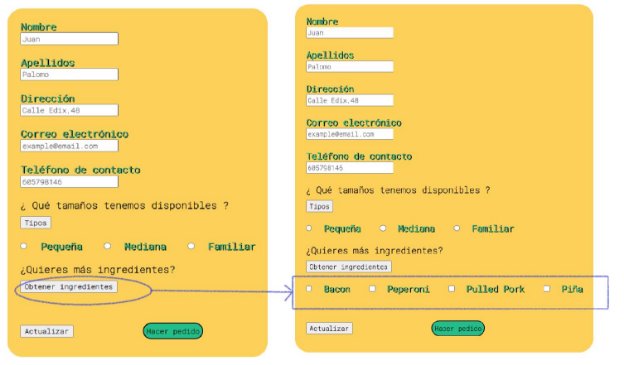 Nombre
Juan
Apellidos
Palomo
Dirección
Calle Edix,48
Correo electrónico
example@email.com
Teléfono de contacto
605798146
¿ Qué tamaños tenemos disponibles ?
Tipos
Pequeña Mediana Familiar
¿Quieres más ingredientes?
Obtener ingredientes
Actualizar Hacer pedido
Nombre
Juan
Apellidos
Palomo
Dirección
Calle Edix,48
Correo electrónico
example@email.com
Teléfono de contacto
605798146
¿ Qué tamaños tenemos disponibles ?
Tipos
Pequeña Mediana Familiar
¿Quieres más ingredientes?
Obtener ingredientes
Bacon Peperoni Pulled Pork Piña
Actualizar Hacer pedido